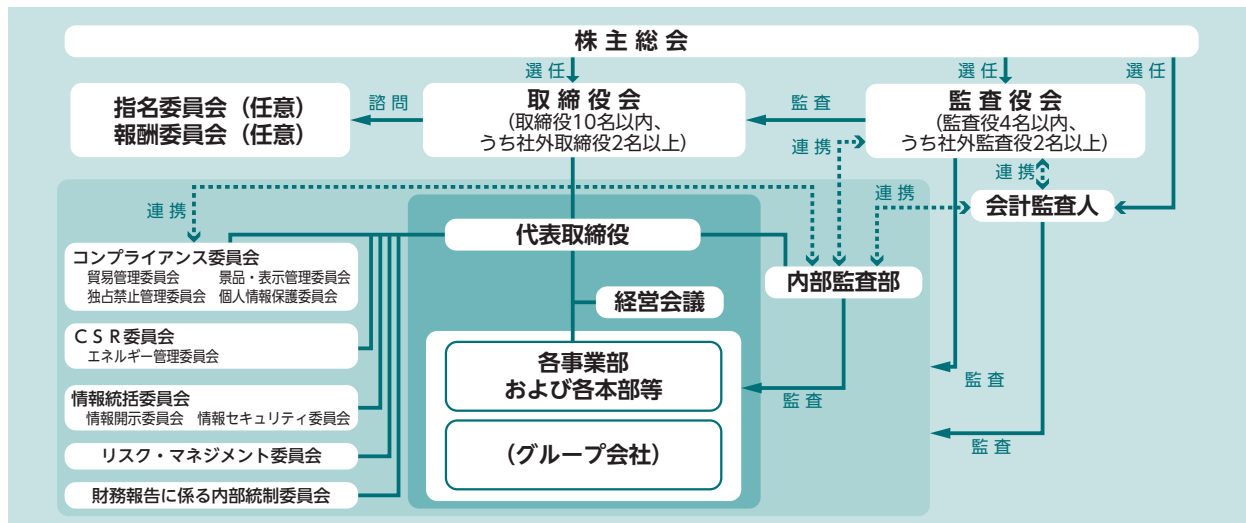 株主総会
選任
選任
選任
指名委員会（任意）
報酬委員会（任意）
諮問
取締役会
（取締役10名以内、
うち社外取締役2名以上）
監査
監査役会
（監査役4名以内、
うち社外監査役2名以上）
連携
連携
連携
連携
会計監査人
代表取締役
コンプライアンス委員会
貿易管理委員会 景品・表示管理委員会
独占禁止管理委員会 個人情報保護委員会
内部監査部
経営会議
ＣＳＲ委員会
エネルギー管理委員会
各事業部
および各本部等
監査
監査
情報統括委員会
情報開示委員会 情報セキュリティ委員会
監査
リスク・マネジメント委員会
（グループ会社）
財務報告に係る内部統制委員会